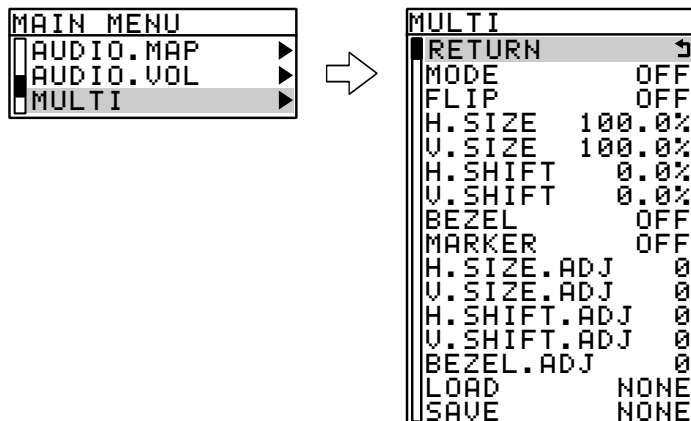 MAIN MENU
AUDIO.MAP ▶
AUDIO.VOL ▶
MULTI ▶
MULTI
RETURN ⮌
MODE OFF
FLIP OFF
H.SIZE 100.0%
V.SIZE 100.0%
H.SHIFT 0.0%
V.SHIFT 0.0%
BEZEL OFF
MARKER OFF
H.SIZE.ADJ 0
V.SIZE.ADJ 0
H.SHIFT.ADJ 0
V.SHIFT.ADJ 0
BEZEL.ADJ 0
LOAD NONE
SAVE NONE